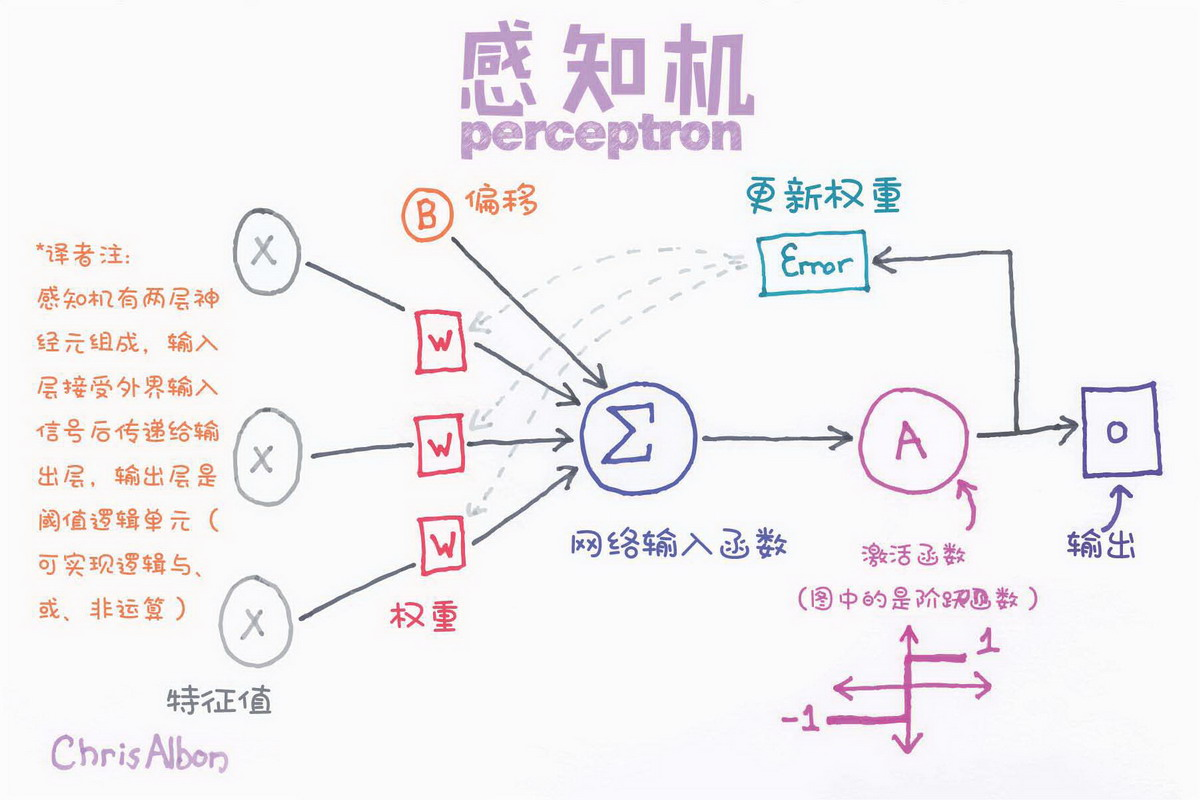 感知机
perceptron
B 偏移
更新权重
Error
X
*译者注:
感知机有两层神
经元组成，输入
层接受外界输入
信号后传递给输
出层，输出层是
阈值逻辑单元（
可实现逻辑与、
或、非运算）
W
X
W
Σ
A
O
X
W
权重
网络输入函数
激活函数
（图中的是阶跃函数）
输出
1
-1
特征值
ChrisAlbon